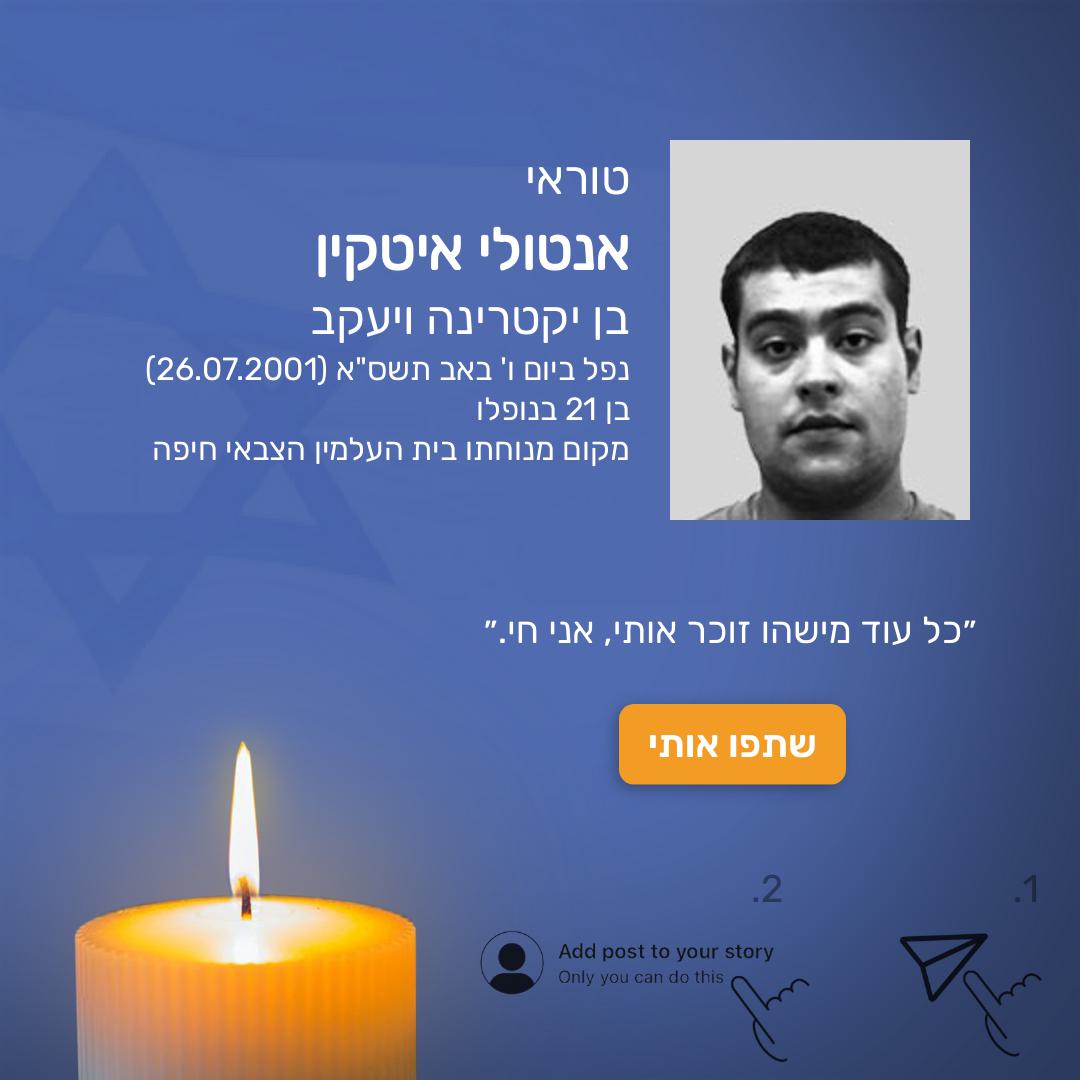 טוראי
אנטולי איטקין
בן יקטרינה ויעקב
נפל ביום ו' באב תשס"א (26.07.2001)
בן 21 בנופלו
מקום מנוחתו בית העלמין הצבאי חיפה
״כל עוד מישהו זוכר אותי, אני חי.״
שתפו אותי
.1
.2
Add post to your story
Only you can do this